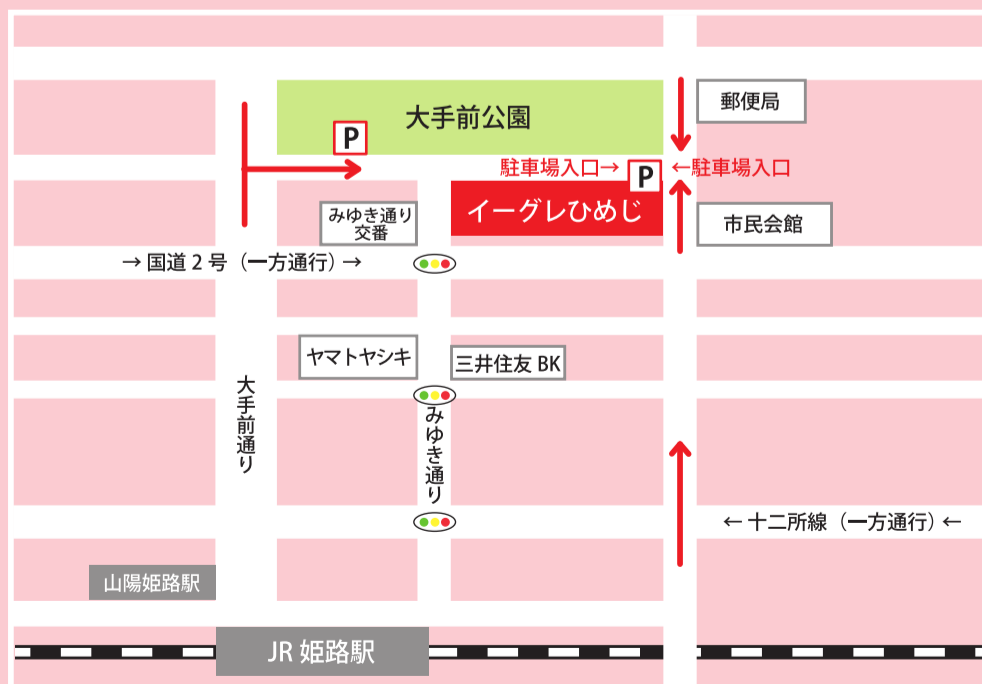 大手前公園
郵便局
P
駐車場入口→
P
←駐車場入口
イーグレひめじ
みゆき通り
交番
市民会館
→国道2号（一方通行）→
ヤマトヤシキ
三井住友 BK
大手前通り
みゆき通り
←十二所線（一方通行）←
山陽姫路駅
JR 姫路駅